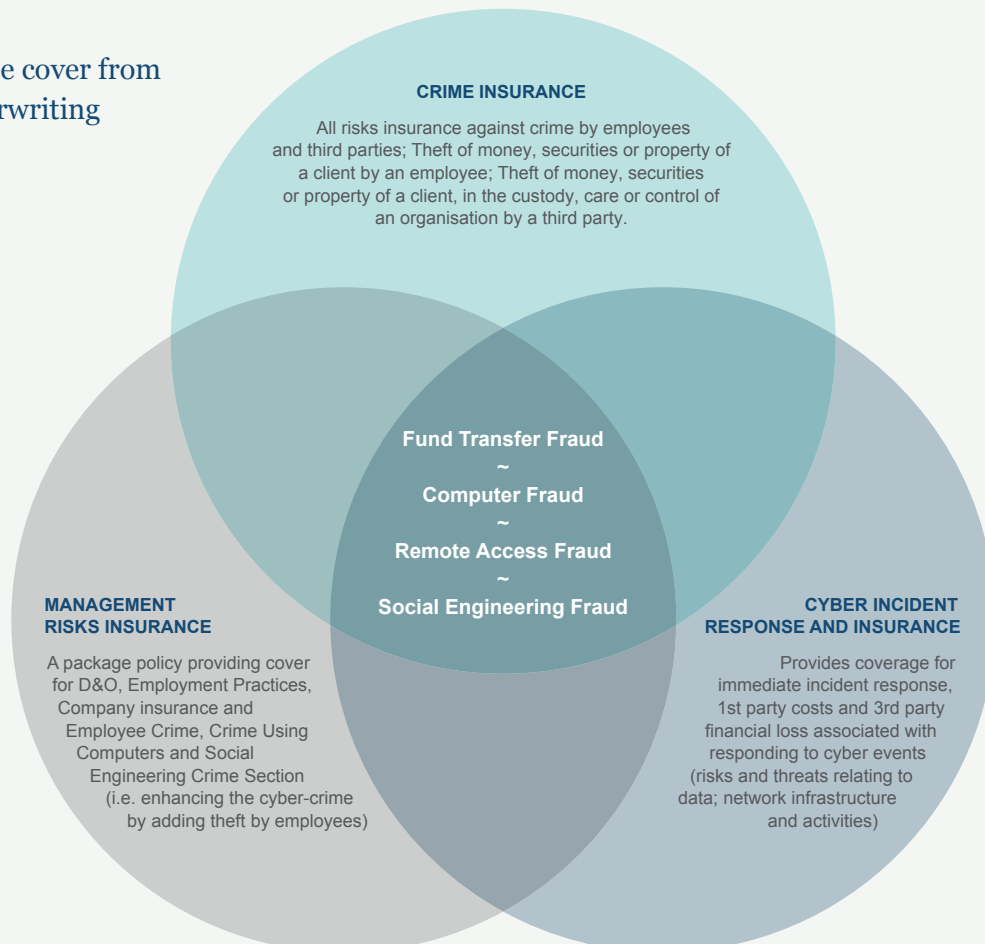 e cover from
rwriting
CRIME INSURANCE
All risks insurance against crime by employees
and third parties; Theft of money, securities or property of
a client by an employee; Theft of money, securities
or property of a client, in the custody, care or control of
an organisation by a third party.
Fund Transfer Fraud
~
Computer Fraud
~
Remote Access Fraud
~
Social Engineering Fraud
MANAGEMENT
RISKS INSURANCE
A package policy providing cover
for D&O, Employment Practices,
Company insurance and
Employee Crime, Crime Using
Computers and Social
Engineering Crime Section
(i.e. enhancing the cyber-crime
by adding theft by employees)
CYBER INCIDENT
RESPONSE AND INSURANCE
Provides coverage for
immediate incident response,
1st party costs and 3rd party
financial loss associated with
responding to cyber events
(risks and threats relating to
data; network infrastructure
and activities)